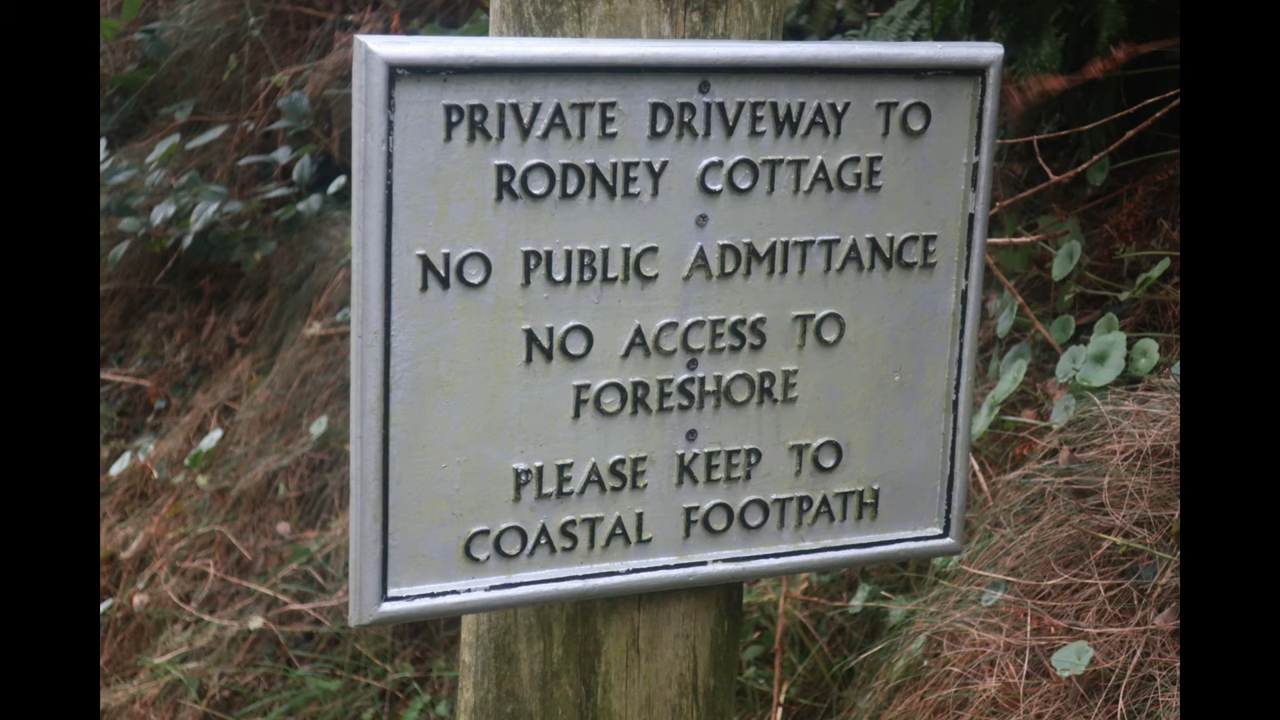 PRIVATE DRIVEWAY TO
RODNEY COTTAGE
NO PUBLIC ADMITTANCE
NO ACCESS TO
FORESHORE
PLEASE KEEP TO
COASTAL FOOTPATH